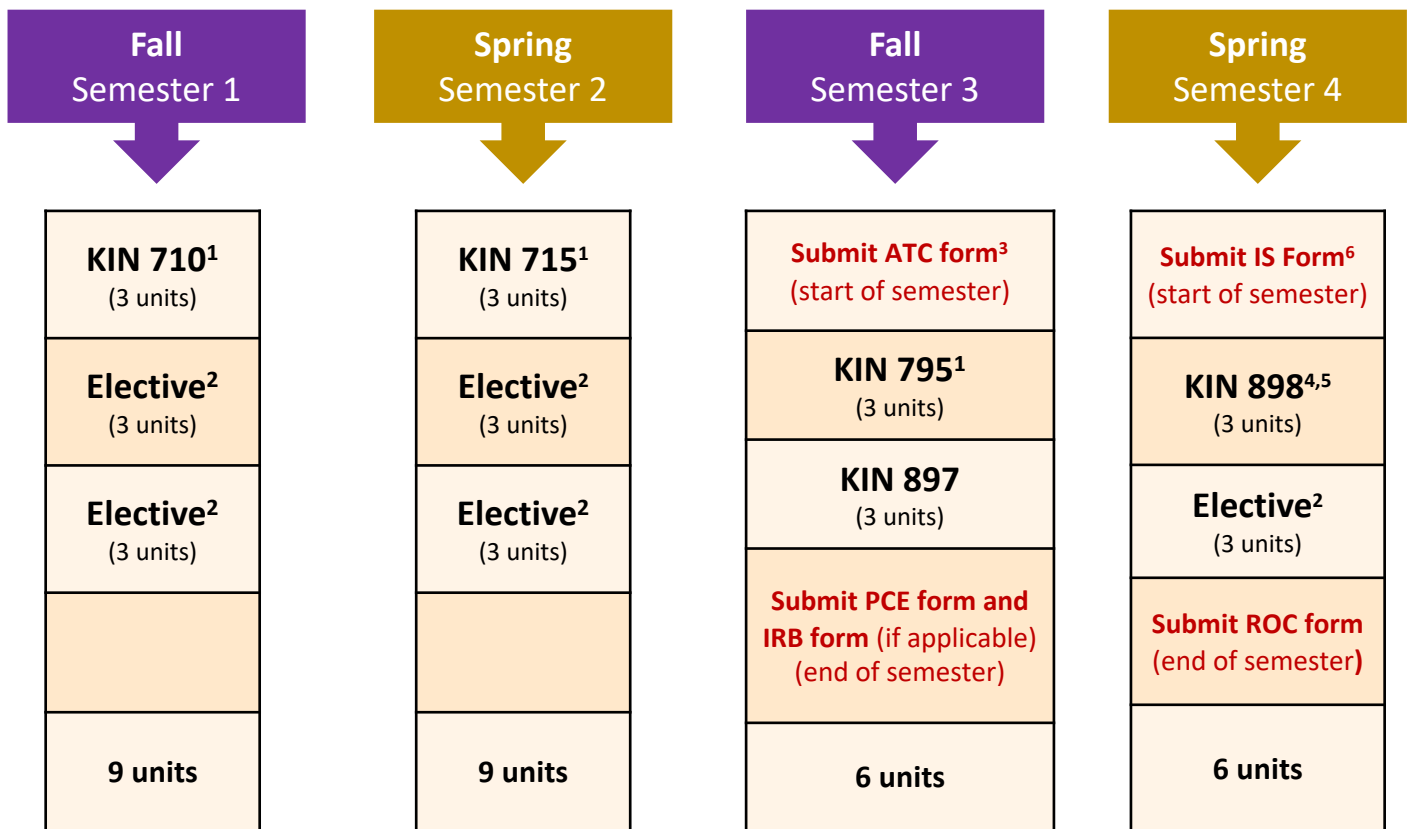 Fall
Semester 1
Spring
Semester 2
Fall
Semester 3
Spring
Semester 4
KIN 710¹
(3 units)
Elective²
(3 units)
Elective²
(3 units)
9 units
KIN 715¹
(3 units)
Elective²
(3 units)
Elective²
(3 units)
9 units
Submit ATC form³
(start of semester)
KIN 795¹
(3 units)
KIN 897
(3 units)
Submit PCE form and
IRB form (if applicable)
(end of semester)
6 units
Submit IS Form⁶
(start of semester)
KIN 898⁴,⁵
(3 units)
Elective²
(3 units)
Submit ROC form
(end of semester)
6 units